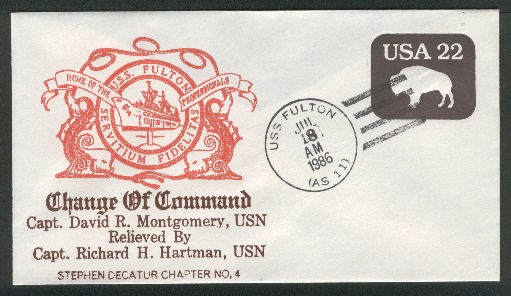 HOME OF THE PROFESSIONALS
USS. FULTON
SERVITIUM FIDELITAS
Change Of Command
Capt. David R. Montgomery, USN
Relieved By
Capt. Richard H. Hartman, USN
STEPHEN DECATUR CHAPTER NO. 4
USS FULTON
JUL
18
AM
1986
(AS 11)
USA 22